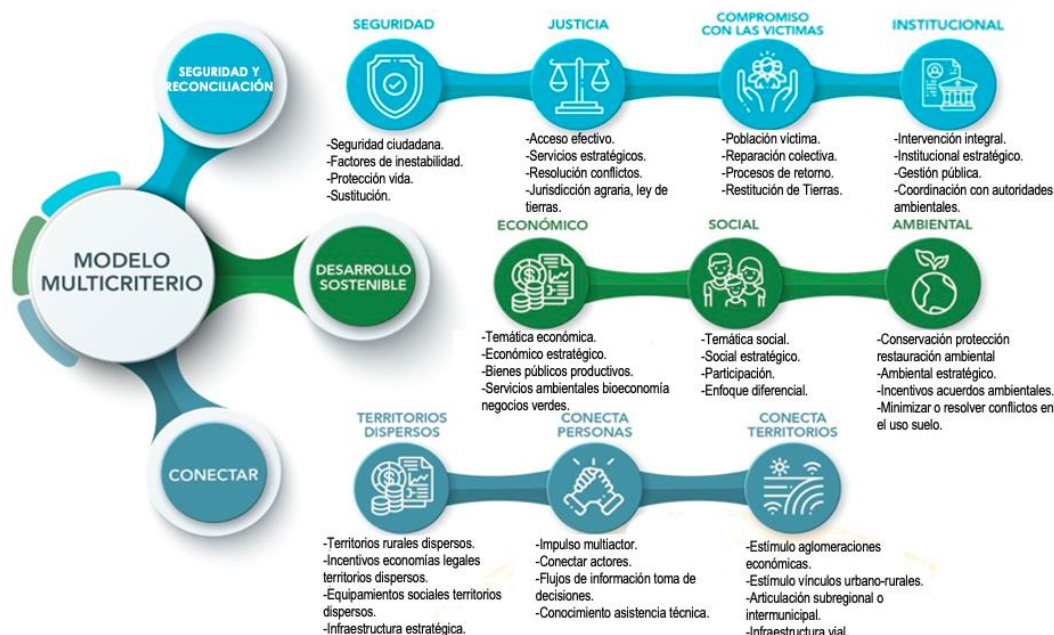 SEGURIDAD
JUSTICIA
COMPROMISO
CON LAS VICTIMAS
INSTITUCIONAL
SEGURIDAD Y
RECONCILIACIÓN
-Seguridad ciudadana.
-Factores de inestabilidad.
-Protección vida.
-Sustitución.
-Acceso efectivo.
-Servicios estratégicos.
-Resolución conflictos.
-Jurisdicción agraria, ley de
tierras.
-Población víctima.
-Reparación colectiva.
-Procesos de retorno.
-Restitución de Tierras.
-Intervención integral.
-Institucional estratégico.
-Gestión pública.
-Coordinación con autoridades
ambientales.
MODELO
MULTICRITERIO
DESARROLLO
SOSTENIBLE
ECONÓMICO
SOCIAL
AMBIENTAL
-Temática económica.
-Económico estratégico.
-Bienes públicos productivos.
-Servicios ambientales bioeconomía
negocios verdes.
-Temática social.
-Social estratégico.
-Participación.
-Enfoque diferencial.
-Conservación protección
restauración ambiental
-Ambiental estratégico.
-Incentivos acuerdos ambientales.
-Minimizar o resolver conflictos en
el uso suelo.
CONECTAR
TERRITORIOS
DISPERSOS
CONECTA
PERSONAS
CONECTA
TERRITORIOS
-Territorios rurales dispersos.
-Incentivos economías legales
territorios dispersos.
-Equipamientos sociales territorios
dispersos.
-Infraestructura estratégica.
-Impulso multiactor.
-Conectar actores.
-Flujos de información toma de
decisiones.
-Conocimiento asistencia técnica.
-Estímulo aglomeraciones
económicas.
-Estímulo vínculos urbano-rurales.
-Articulación subregional o
intermunicipal.
-Infraestructura vial.